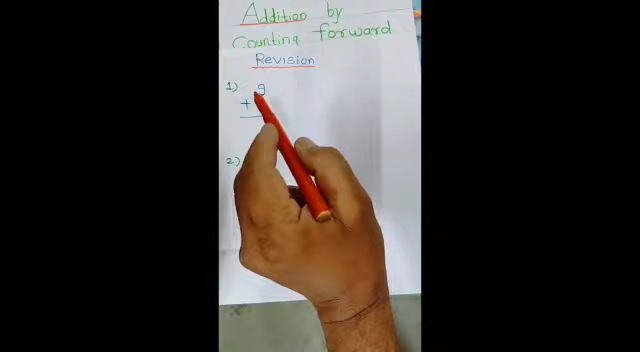 Addition by
Counting forward
Revision
1) 9
+
2)